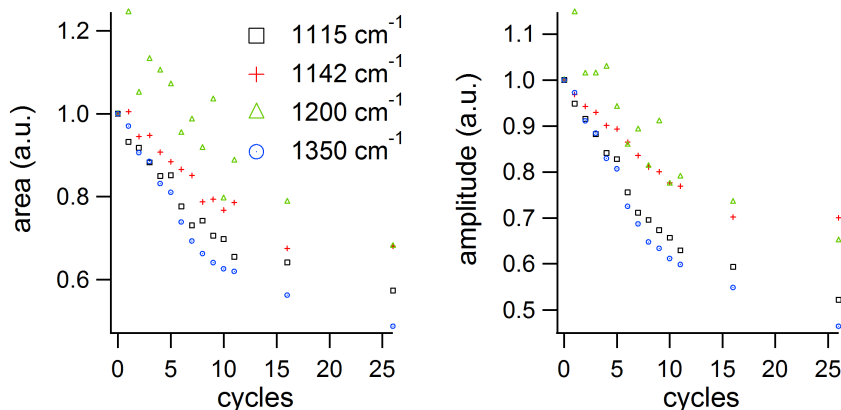 1.2
1.0
0.8
0.6
area (a.u.)
0 5 10 15 20 25
cycles
1115 cm⁻¹
1142 cm⁻¹
1200 cm⁻¹
1350 cm⁻¹
1.1
1.0
0.9
0.8
0.7
0.6
0.5
amplitude (a.u.)
0 5 10 15 20 25
cycles